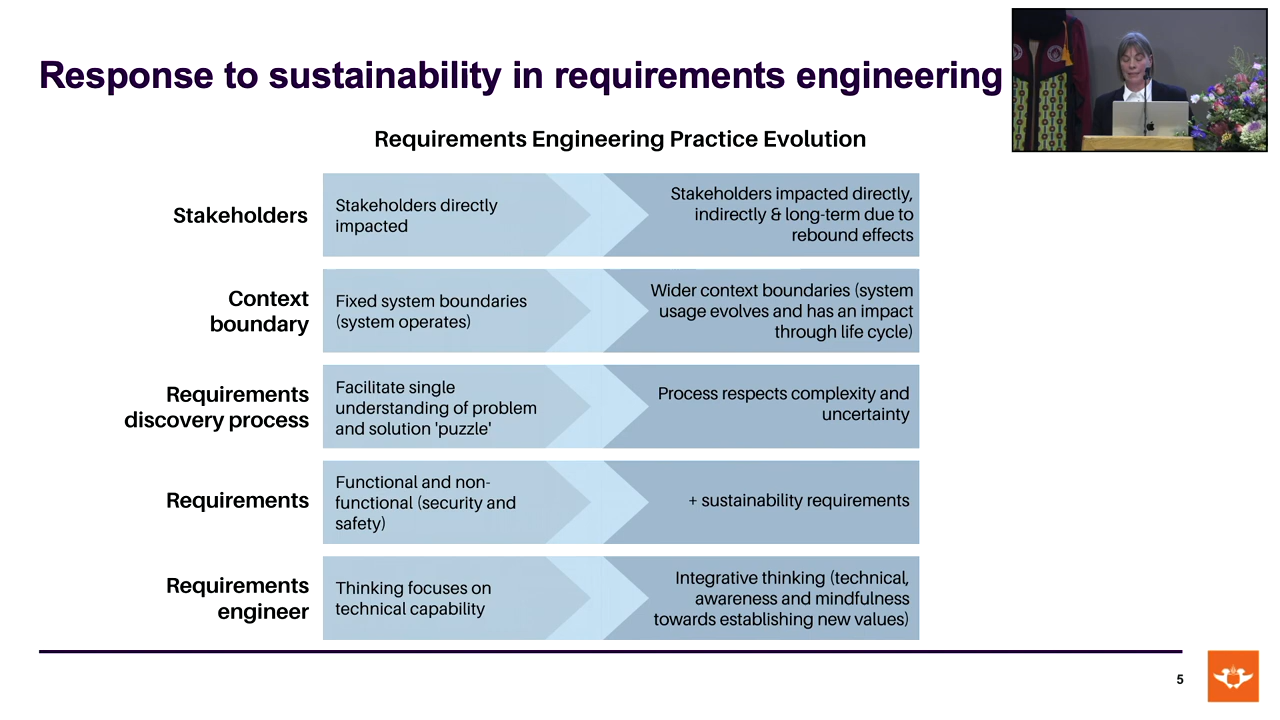 Response to sustainability in requirements engineering
Requirements Engineering Practice Evolution
Stakeholders
Stakeholders directly
impacted
Stakeholders impacted directly,
indirectly & long-term due to
rebound effects
Context
boundary
Fixed system boundaries
(system operates)
Wider context boundaries (system
usage evolves and has an impact
through life cycle)
Requirements
discovery process
Facilitate single
understanding of problem
and solution 'puzzle'
Process respects complexity and
uncertainty
Requirements
Functional and non-
functional (security and
safety)
+ sustainability requirements
Requirements
engineer
Thinking focuses on
technical capability
Integrative thinking (technical,
awareness and mindfulness
towards establishing new values)
5